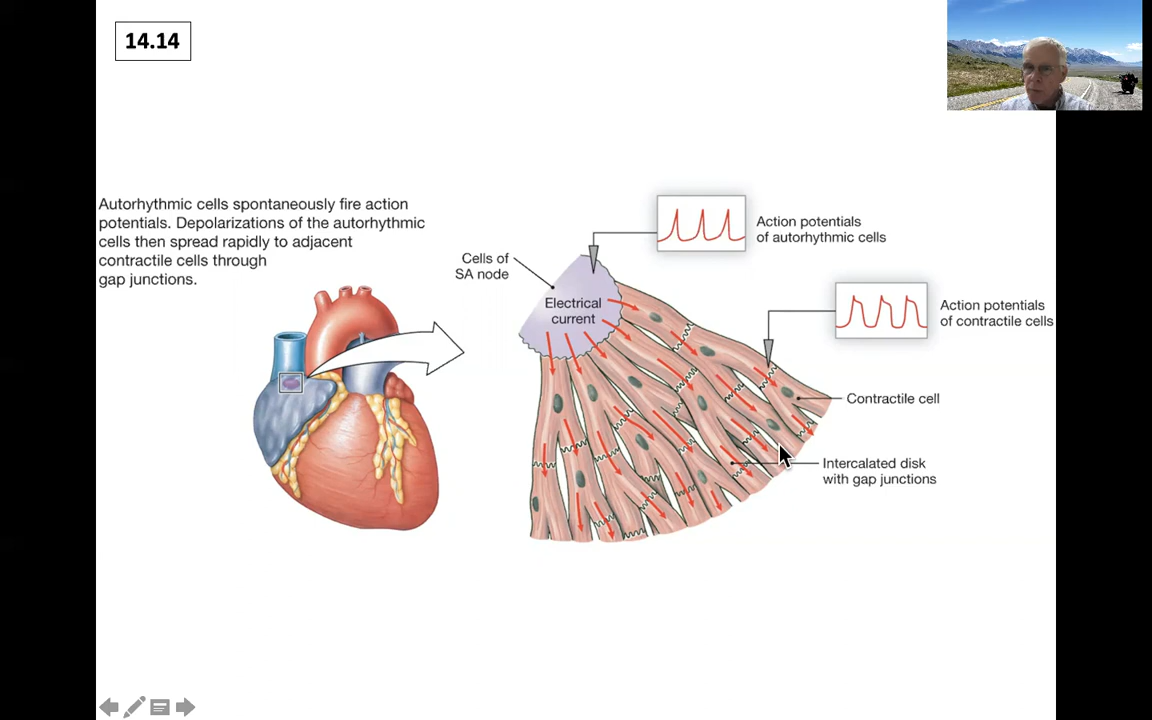 14.14
Autorhythmic cells spontaneously fire action
potentials. Depolarizations of the autorhythmic
cells then spread rapidly to adjacent
contractile cells through
gap junctions.
Cells of
SA node
Electrical
current
Action potentials
of autorhythmic cells
Action potentials
of contractile cells
Contractile cell
Intercalated disk
with gap junctions